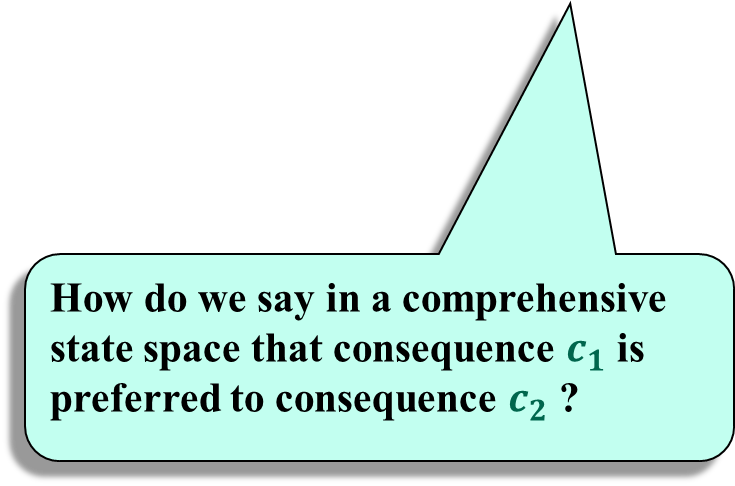 How do we say in a comprehensive
state space that consequence c₁ is
preferred to consequence c₂ ?